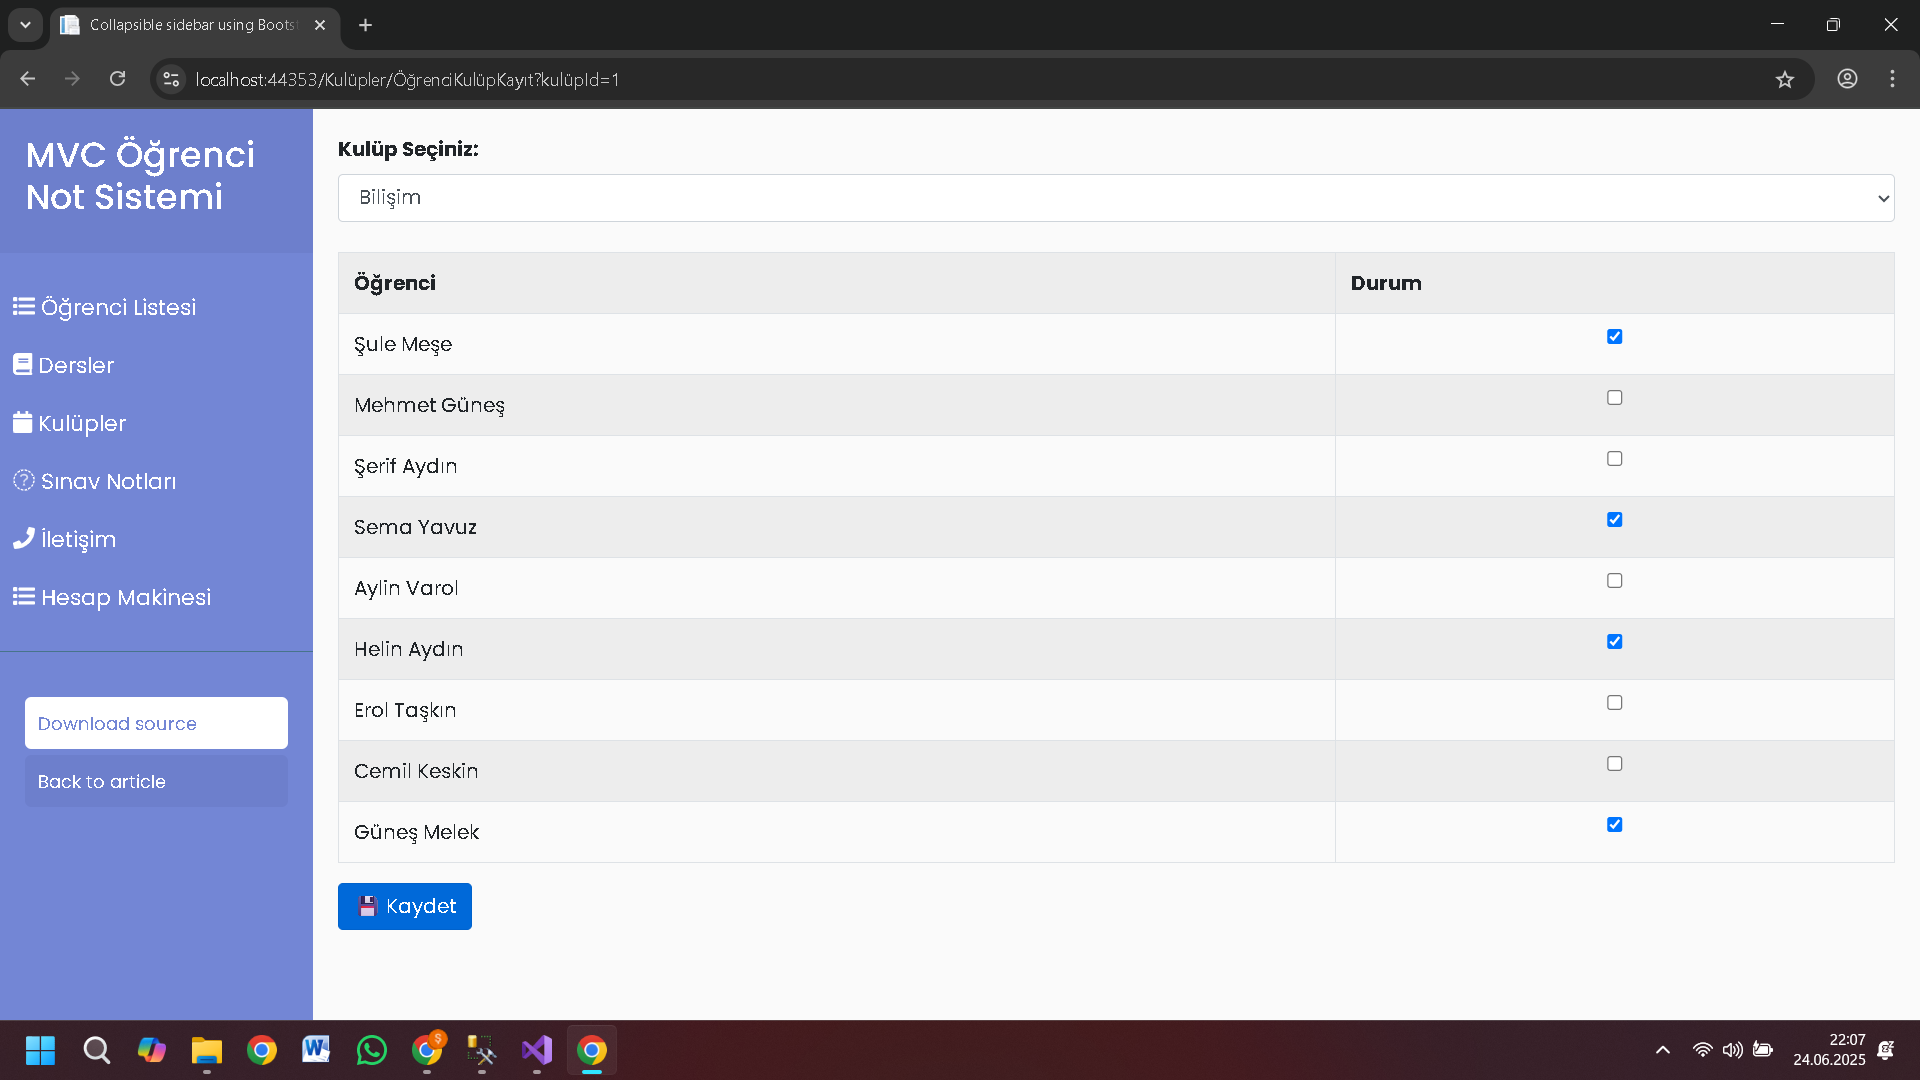 Collapsible sidebar using Bootst
localhost:44353/Kulüpler/ÖğrenciKulüpKayıt?kulüpId=1
MVC Öğrenci
Not Sistemi
Öğrenci Listesi
Dersler
Kulüpler
Sınav Notları
İletişim
Hesap Makinesi
Download source
Back to article
Kulüp Seçiniz:
Bilişim
Öğrenci Durum
Şule Meşe
Mehmet Güneş
Şerif Aydın
Sema Yavuz
Aylin Varol
Helin Aydın
Erol Taşkın
Cemil Keskin
Güneş Melek
Kaydet
22:07
24.06.2025